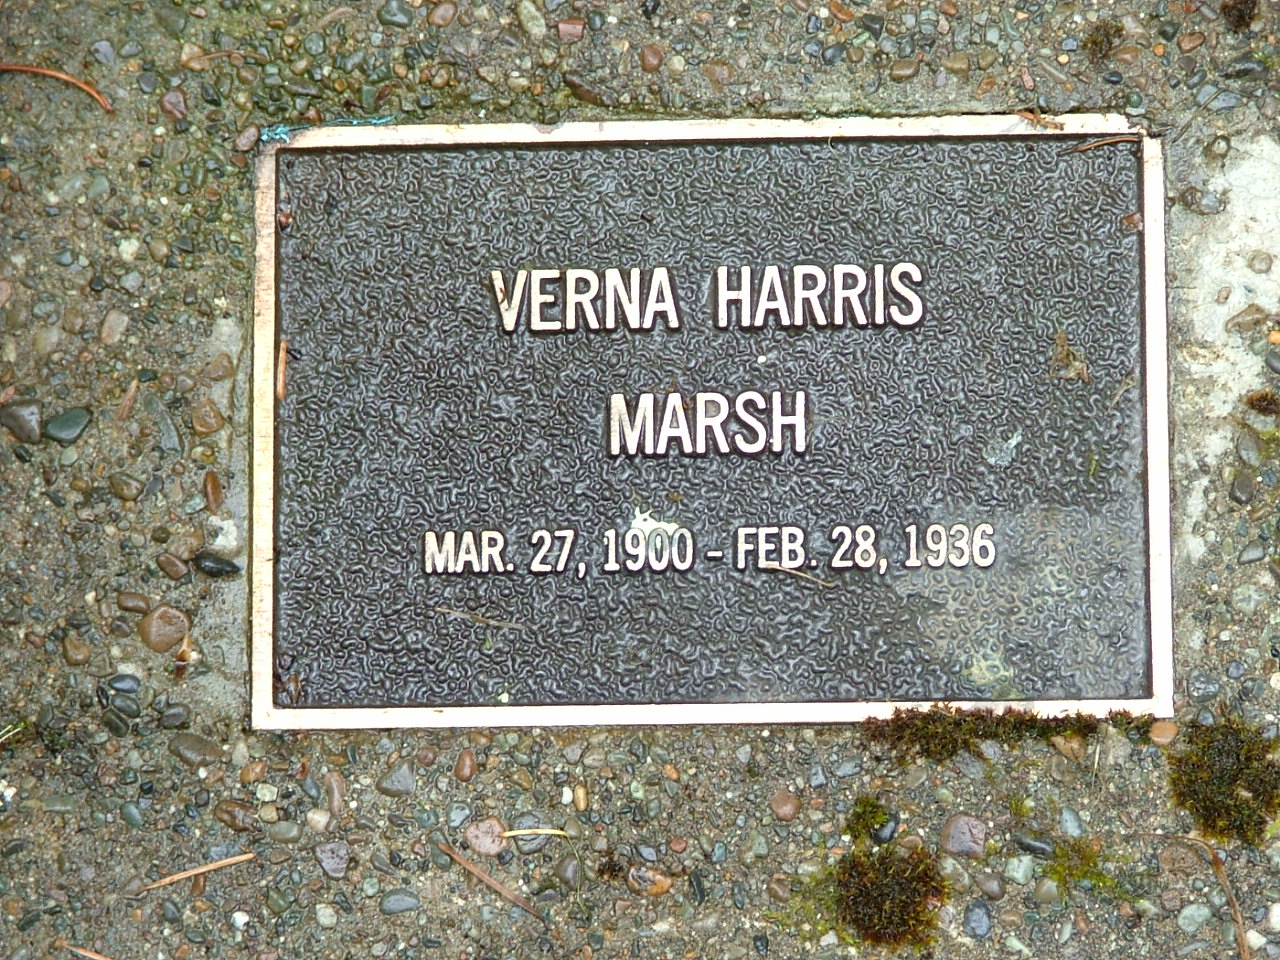 VERNA HARRIS
MARSH
MAR. 27, 1900 - FEB. 28, 1936